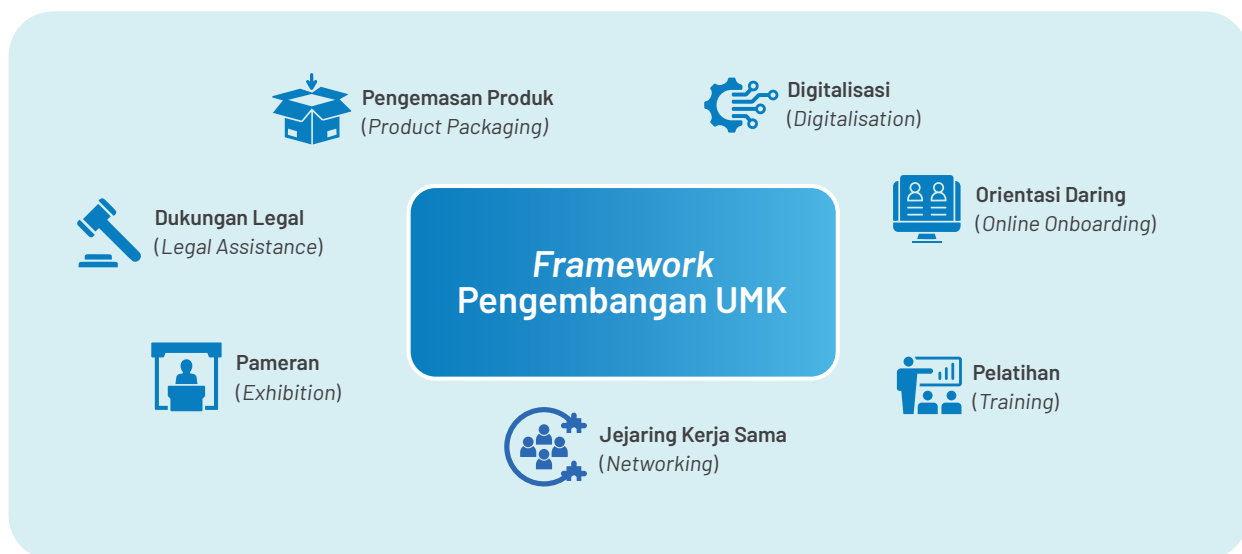 Pengemasan Produk
(Product Packaging)
Digitalisasi
(Digitalisation)
Dukungan Legal
(Legal Assistance)
Orientasi Daring
(Online Onboarding)
Framework
Pengembangan UMK
Pameran
(Exhibition)
Pelatihan
(Training)
Jejaring Kerja Sama
(Networking)